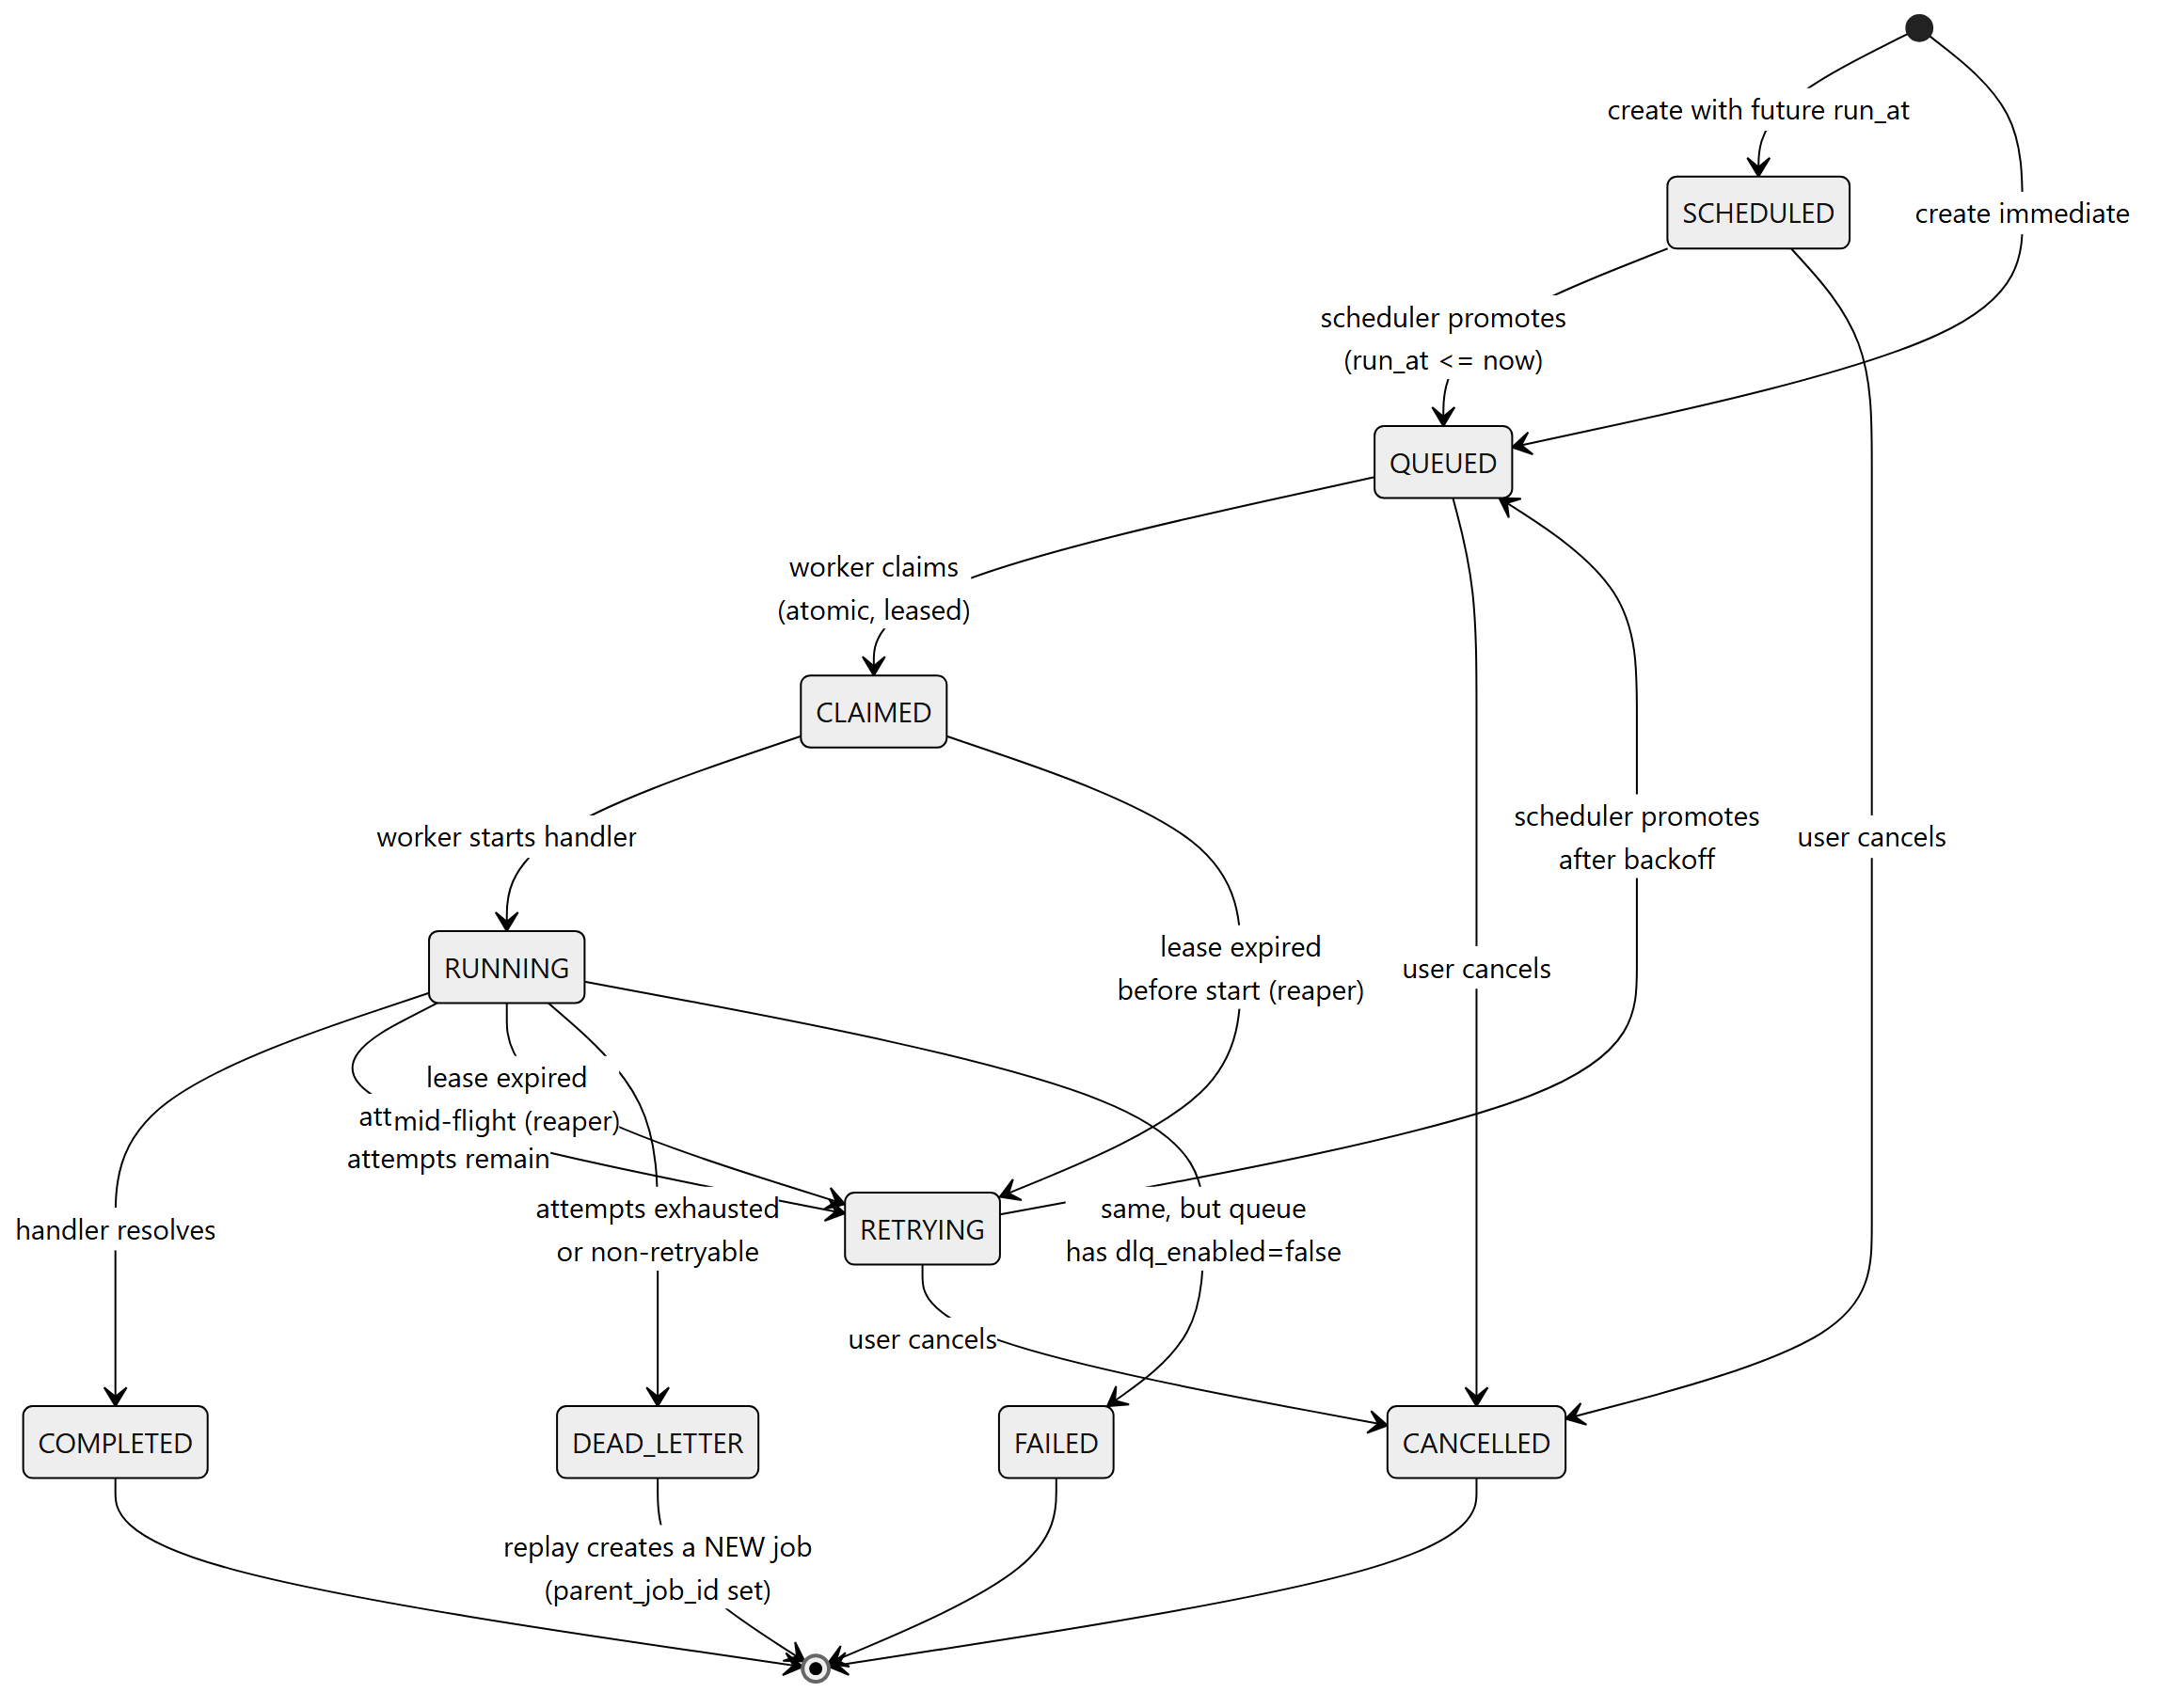 create with future run_at
SCHEDULED
create immediate
scheduler promotes
(run_at <= now)
QUEUED
worker claims
(atomic, leased)
CLAIMED
worker starts handler
scheduler promotes
after backoff
user cancels
lease expired
before start (reaper)
user cancels
RUNNING
lease expired
mid-flight (reaper)
attempts remain
handler resolves
attempts exhausted
or non-retryable
RETRYING
same, but queue
has dlq_enabled=false
user cancels
COMPLETED
DEAD_LETTER
FAILED
CANCELLED
replay creates a NEW job
(parent_job_id set)